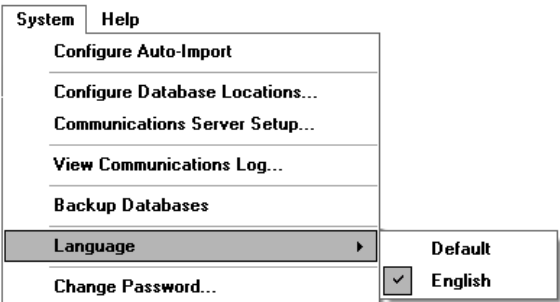 System Help
Configure Auto-Import
Configure Database Locations...
Communications Server Setup...
View Communications Log...
Backup Databases
Language
Default
English
Change Password...